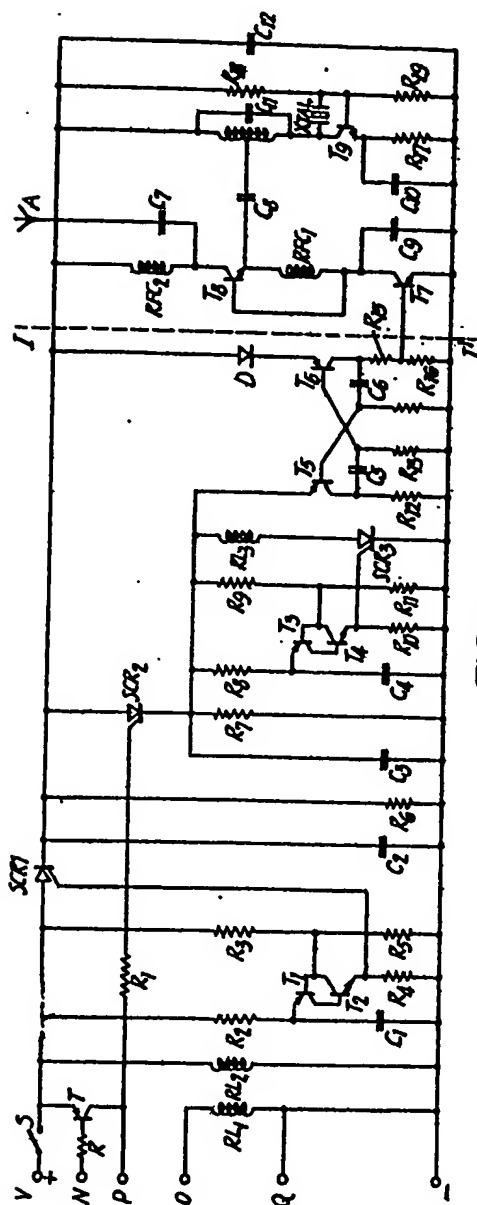 V
+
S
N
R
T
P
R1
O
RL1
Q
-
RL2
R2
C1
T1
T2
R3
R4
R5
SCR1
C2
R6
SCR2
C3
R7
R8
C4
T3
T4
R9
R10
R11
RL3
SCR3
R12
T5
C5
R13
T6
C6
D
R15
R16
I
II
T7
C9
RFC1
T8
RFC2
C7
A
C8
C10
R17
T9
XTAL
C11
R18
R19
C12